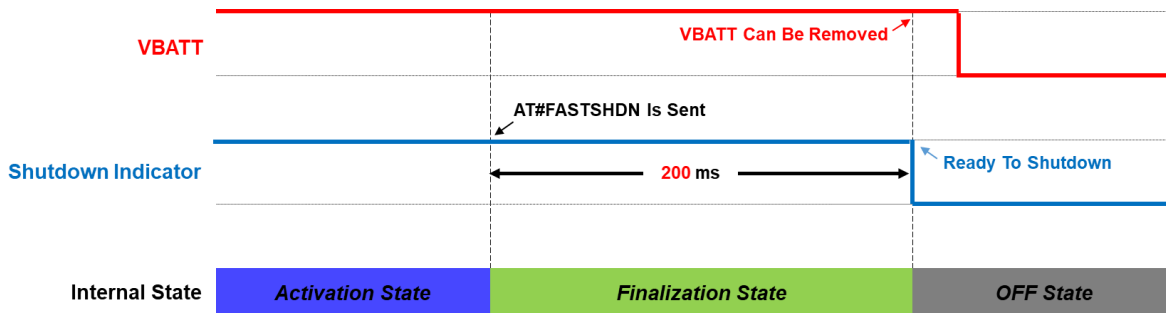 VBATT
VBATT Can Be Removed
AT#FASTSHDN Is Sent
Shutdown Indicator
Ready To Shutdown
200 ms
Internal State
Activation State
Finalization State
OFF State